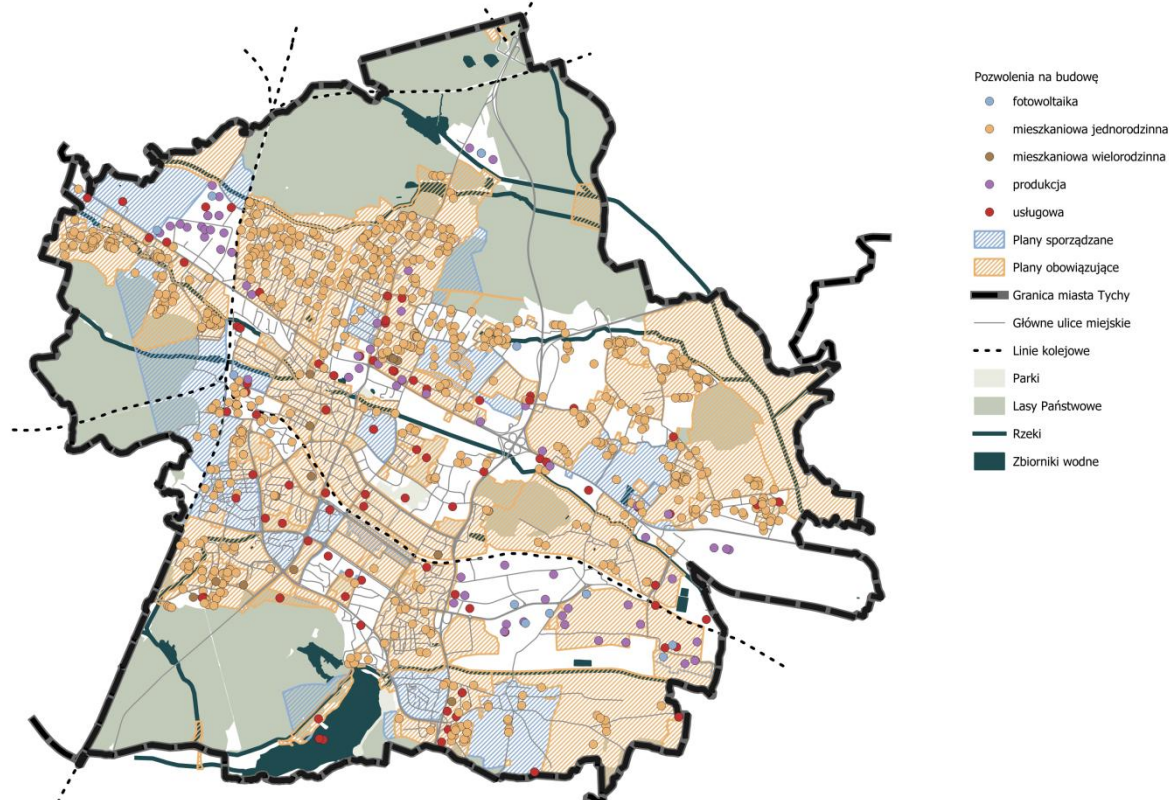 Pozwolenia na budowę
fotowoltaika
mieszkaniowa jednorodzinna
mieszkaniowa wielorodzinna
produkcja
usługowa
Plany sporządzane
Plany obowiązujące
Granica miasta Tychy
Główne ulice miejskie
Linie kolejowe
Parki
Lasy Państwowe
Rzeki
Zbiorniki wodne